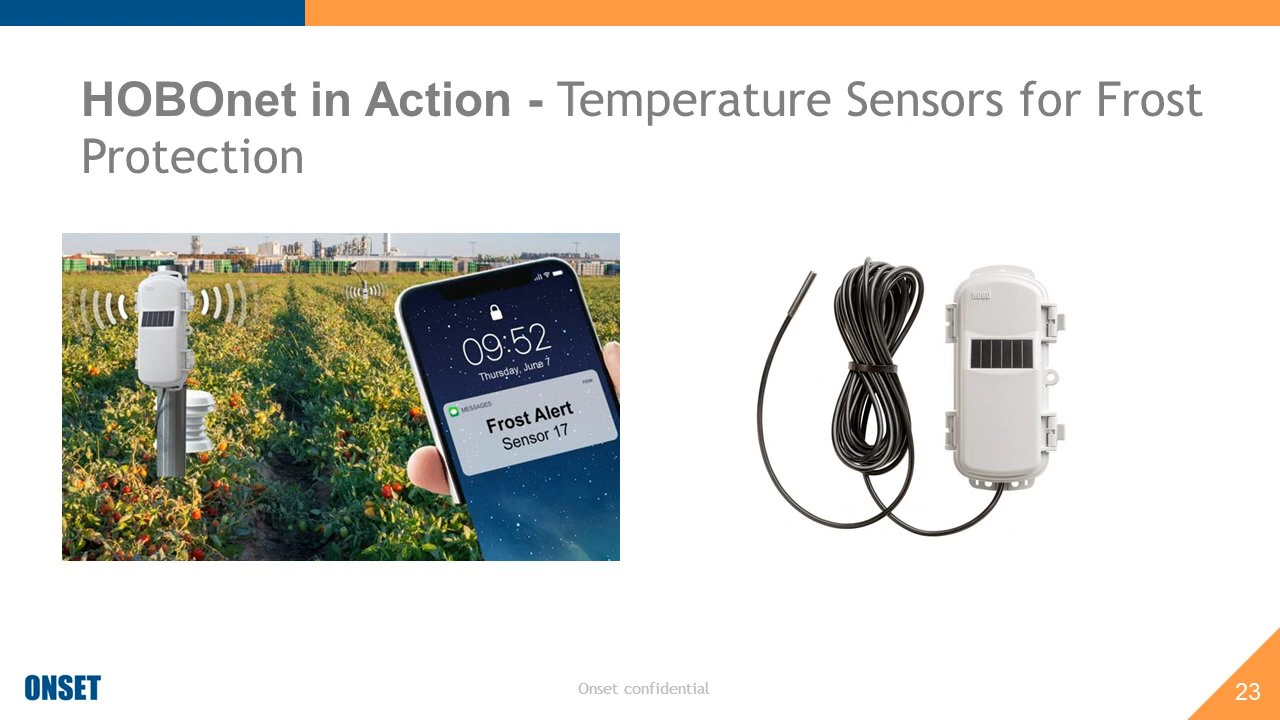 HOBOnet in Action - Temperature Sensors for Frost
Protection
09:52
Thursday, June 7
MESSAGES
now
Frost Alert
Sensor 17
HOBO
ONSET
Onset confidential
23